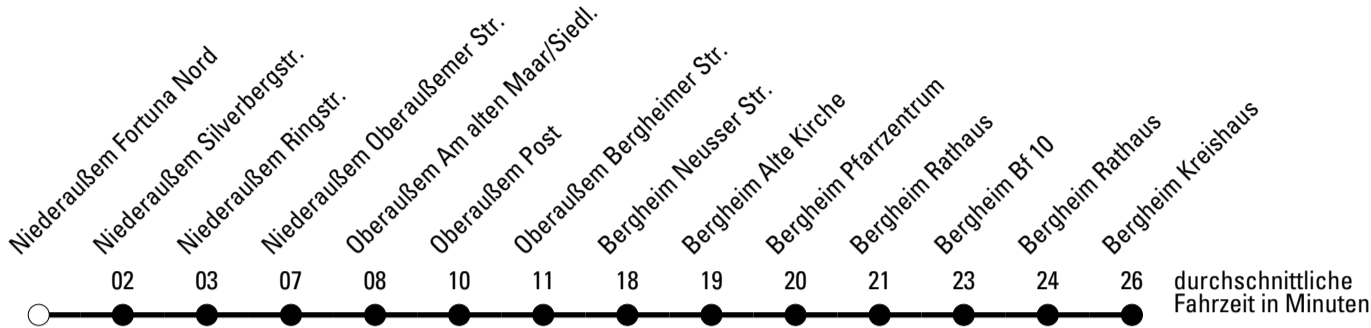 Niederaußem Fortuna Nord
Niederaußem Silverbergstr.
Niederaußem Ringstr.
Niederaußem Oberaußemer Str.
Oberaußem Am alten Maar/Siedl.
Oberaußem Post
Oberaußem Bergheimer Str.
Bergheim Neusser Str.
Bergheim Alte Kirche
Bergheim Pfarrzentrum
Bergheim Rathaus
Bergheim Bf 10
Bergheim Rathaus
Bergheim Kreishaus
02 03 07 08 10 11 18 19 20 21 23 24 26
durchschnittliche
Fahrzeit in Minuten